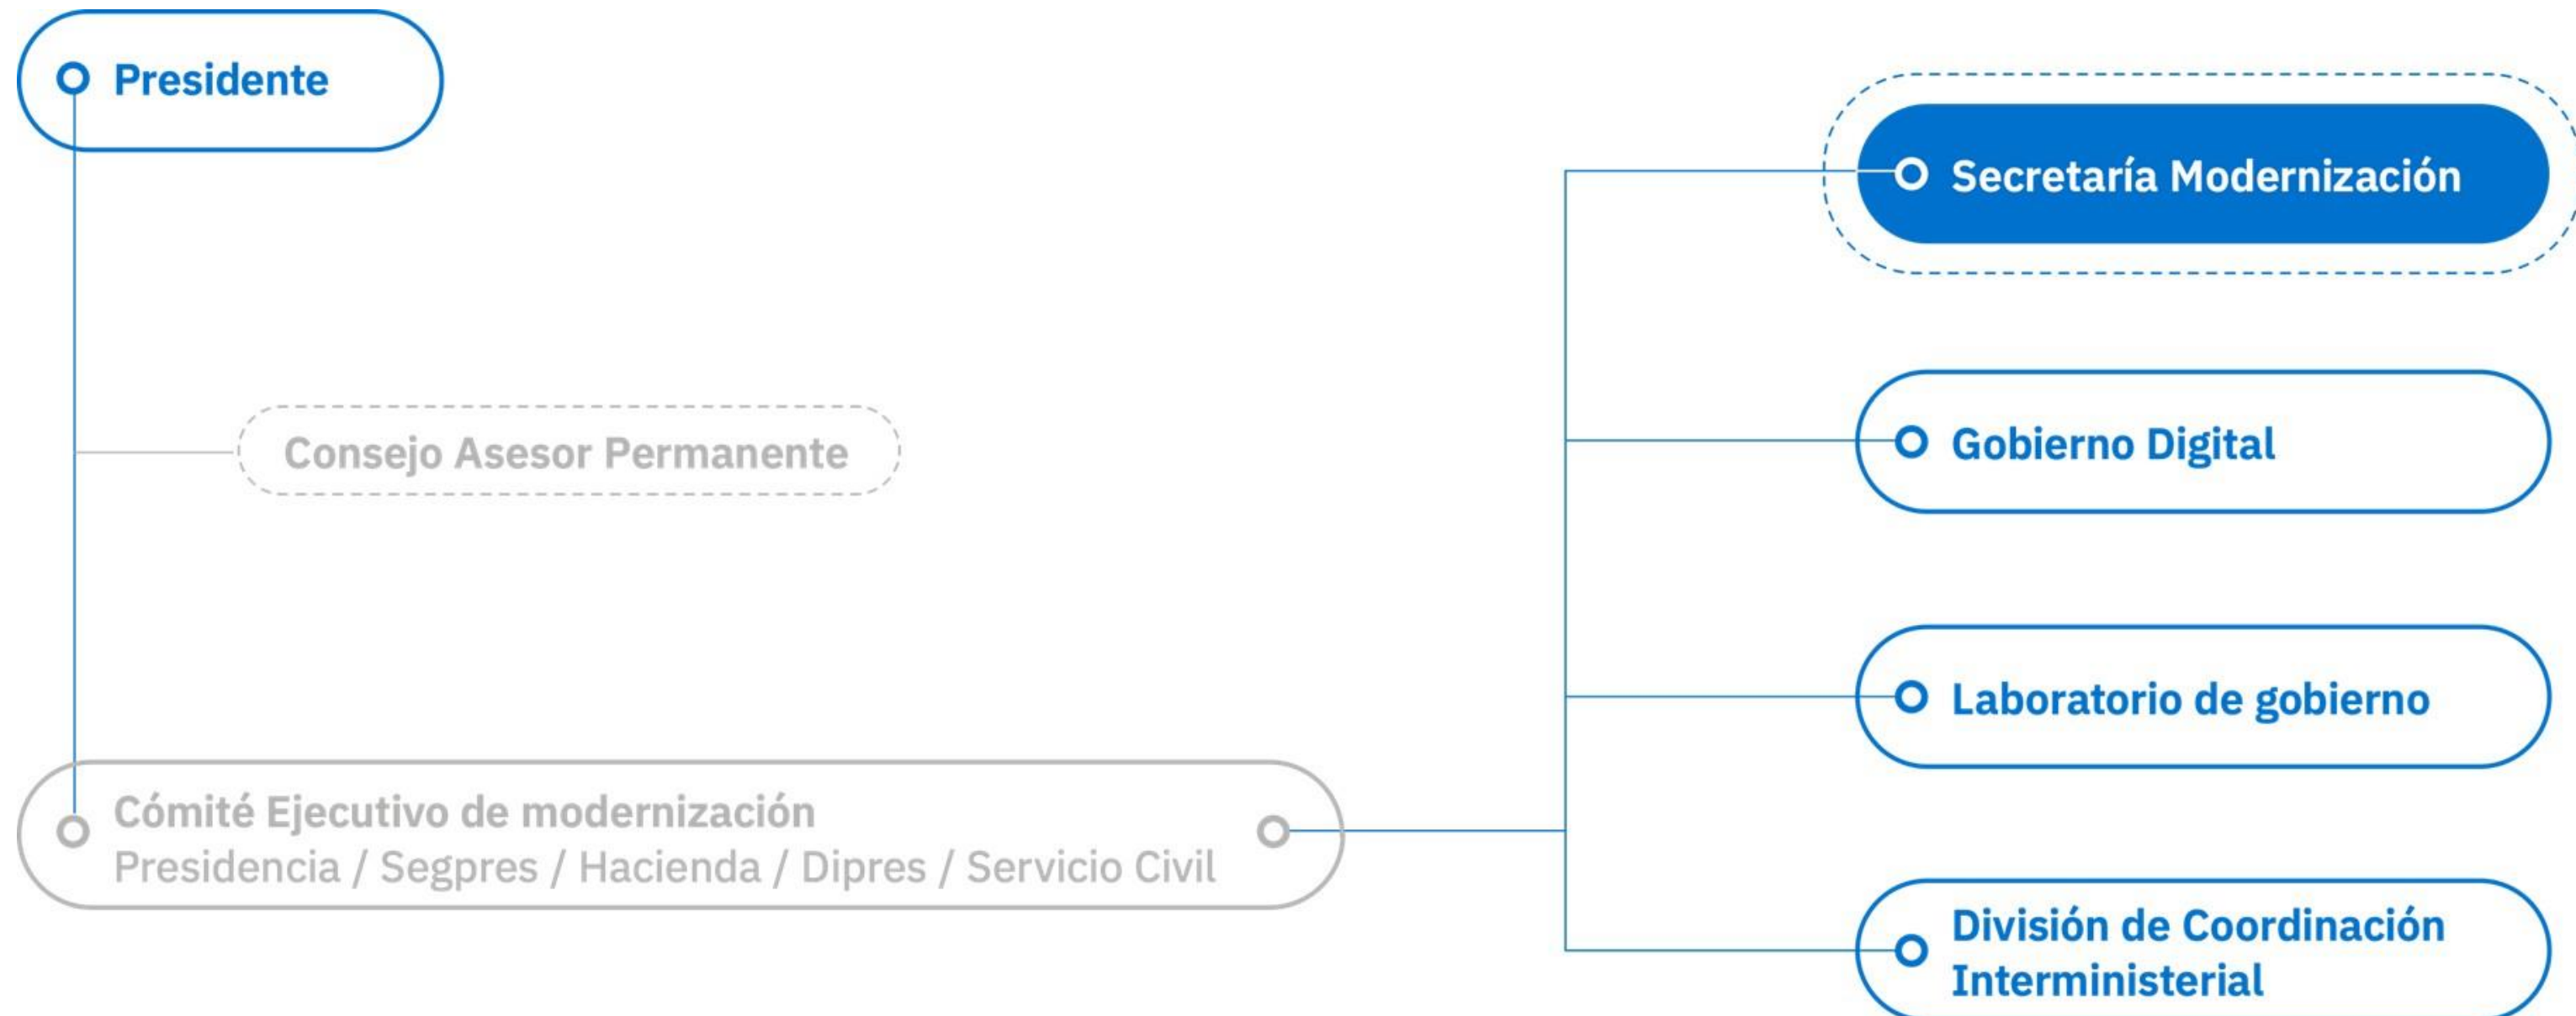 Presidente
Consejo Asesor Permanente
Cómité Ejecutivo de modernización
Presidencia / Segpres / Hacienda / Dipres / Servicio Civil
Secretaría Modernización
Gobierno Digital
Laboratorio de gobierno
División de Coordinación
Interministerial